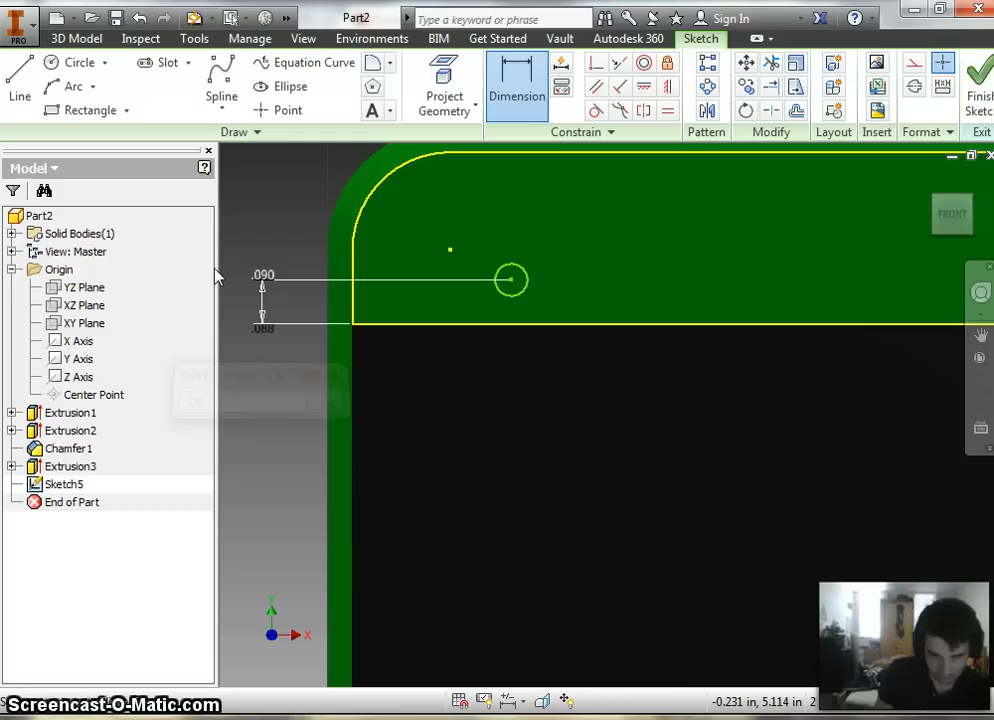 Part2
Type a keyword or phrase
Sign In
PRO
3D Model
Inspect
Tools
Manage
View
Environments
BIM
Get Started
Vault
Autodesk 360
Sketch
Line
Circle
Arc
Rectangle
Slot
Spline
Equation Curve
Ellipse
Point
A
Project
Geometry
Dimension
Finish
Sketc
Draw
Constrain
Pattern
Modify
Layout
Insert
Format
Exit
Model
Part2
Solid Bodies(1)
View: Master
Origin
YZ Plane
XZ Plane
XY Plane
X Axis
Y Axis
Z Axis
Center Point
Extrusion1
Extrusion2
Chamfer1
Extrusion3
Sketch5
End of Part
.090
.088
FRONT
Y
X
Screencast-O-Matic.com
-0.231 in, 5.114 in
2